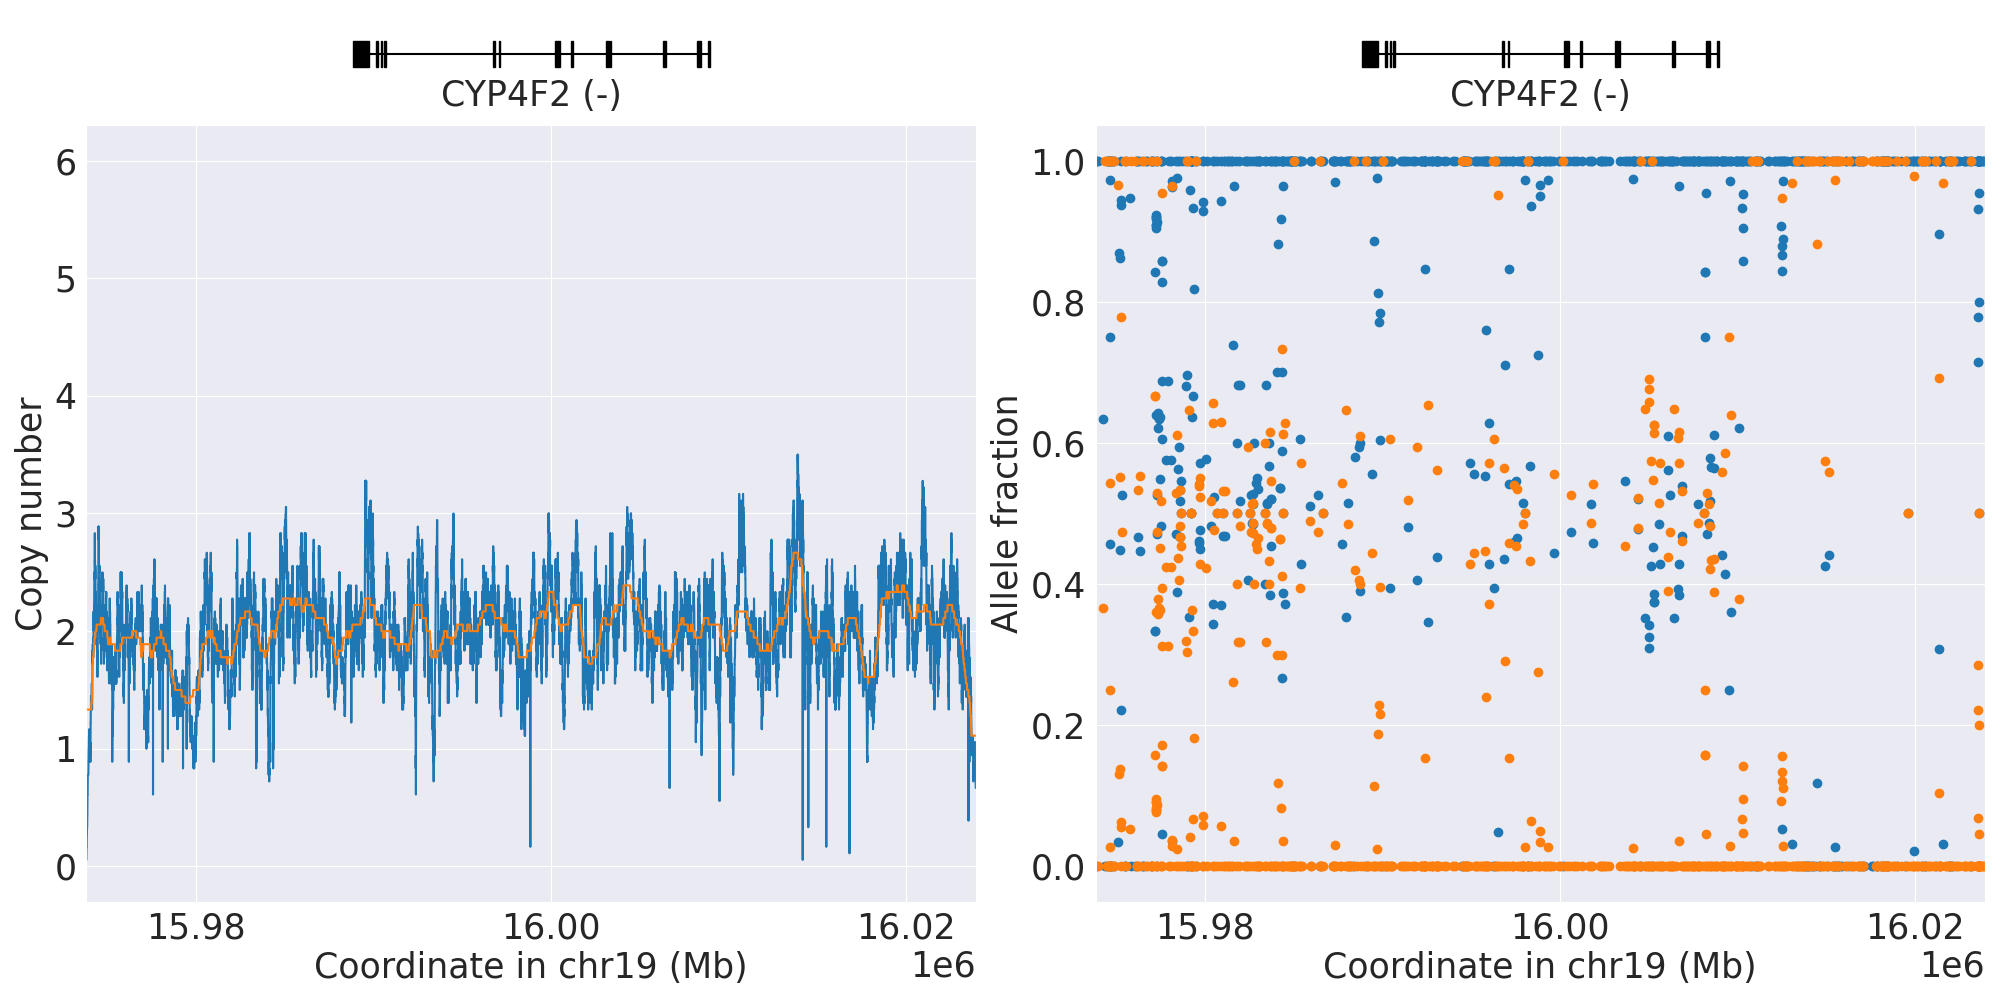 CYP4F2 (-)
6
5
4
3
2
1
0
Copy number
15.98
16.00
16.02
Coordinate in chr19 (Mb)
1e6
CYP4F2 (-)
1.0
0.8
0.6
0.4
0.2
0.0
Allele fraction
15.98
16.00
16.02
Coordinate in chr19 (Mb)
1e6